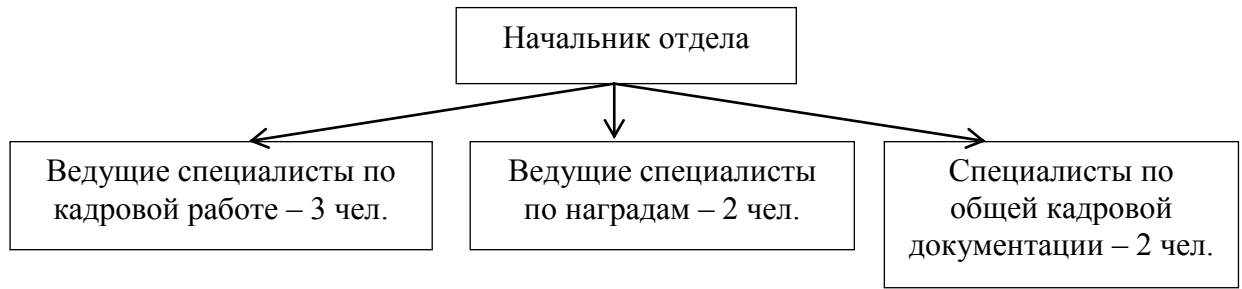 Начальник отдела
Ведущие специалисты по
кадровой работе – 3 чел.
Ведущие специалисты
по наградам – 2 чел.
Специалисты по
общей кадровой
документации – 2 чел.